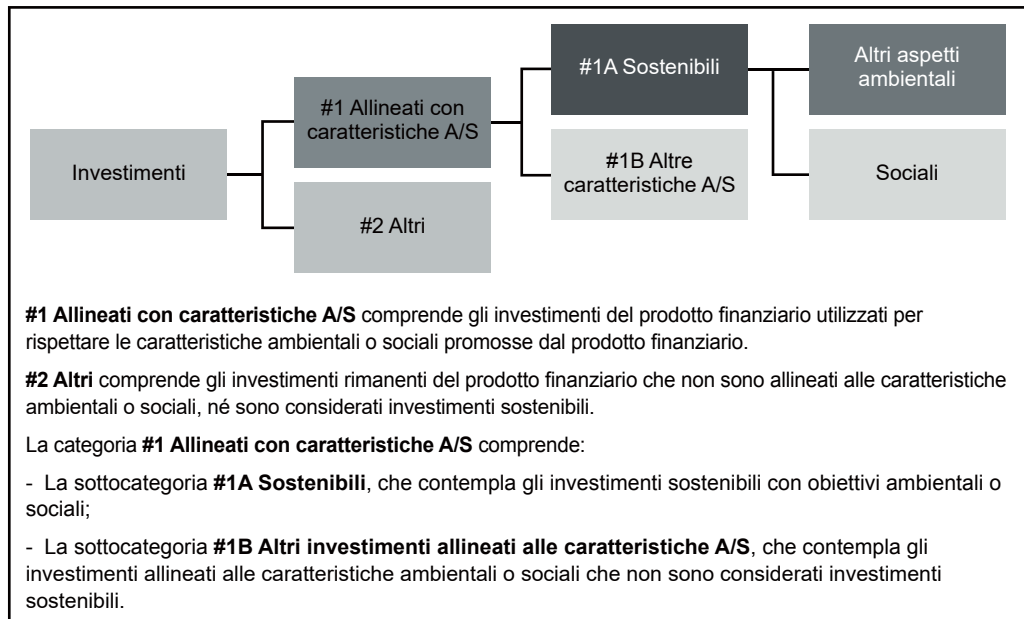 Investimenti
#1 Allineati con
caratteristiche A/S
#2 Altri
#1A Sostenibili
#1B Altre
caratteristiche A/S
Altri aspetti
ambientali
Sociali
#1 Allineati con caratteristiche A/S comprende gli investimenti del prodotto finanziario utilizzati per
rispettare le caratteristiche ambientali o sociali promosse dal prodotto finanziario.
#2 Altri comprende gli investimenti rimanenti del prodotto finanziario che non sono allineati alle caratteristiche
ambientali o sociali, né sono considerati investimenti sostenibili.
La categoria #1 Allineati con caratteristiche A/S comprende:
- La sottocategoria #1A Sostenibili, che contempla gli investimenti sostenibili con obiettivi ambientali o
sociali;
- La sottocategoria #1B Altri investimenti allineati alle caratteristiche A/S, che contempla gli
investimenti allineati alle caratteristiche ambientali o sociali che non sono considerati investimenti
sostenibili.